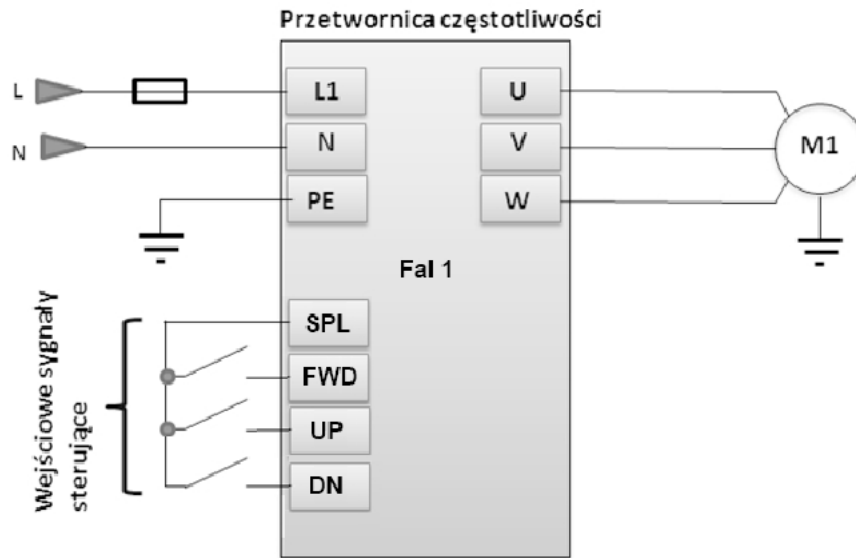 Przetwornica częstotliwości
L
L1
U
N
N
V
M1
PE
W
Fal 1
SPL
FWD
UP
DN
Wejściowe sygnały
sterujące